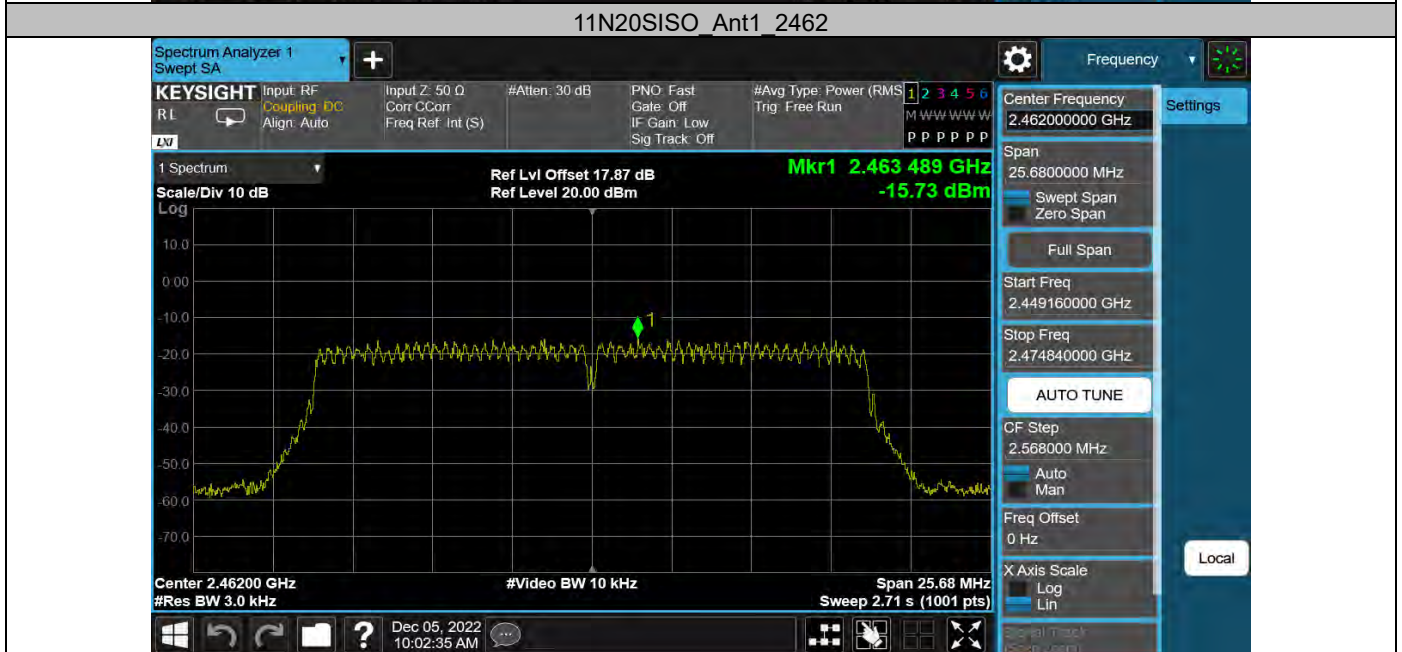 11N20SISO_Ant1_2462
Spectrum Analyzer 1
Swept SA
Frequency
KEYSIGHT
RL
LXI
Input: RF
Coupling: DC
Align: Auto
Input Z: 50 Ω
Corr CCorr
Freq Ref: Int (S)
#Atten: 30 dB
PNO: Fast
Gate: Off
IF Gain: Low
Sig Track: Off
#Avg Type: Power (RMS
Trig: Free Run
1 2 3 4 5 6
M W W W W W
P P P P P P
Center Frequency
2.462000000 GHz
Settings
1 Spectrum
Scale/Div 10 dB
Log
Ref Lvl Offset 17.87 dB
Ref Level 20.00 dBm
Mkr1 2.463 489 GHz
-15.73 dBm
Span
25.6800000 MHz
Swept Span
Zero Span
Full Span
Start Freq
2.449160000 GHz
Stop Freq
2.474840000 GHz
AUTO TUNE
CF Step
2.568000 MHz
Auto
Man
Freq Offset
0 Hz
X Axis Scale
Log
Lin
Local
10.0
0.00
-10.0
-20.0
-30.0
-40.0
-50.0
-60.0
-70.0
1
Center 2.46200 GHz
#Video BW 10 kHz
Span 25.68 MHz
#Res BW 3.0 kHz
Sweep 2.71 s (1001 pts)
?
Dec 05, 2022
10:02:35 AM
Signal Track